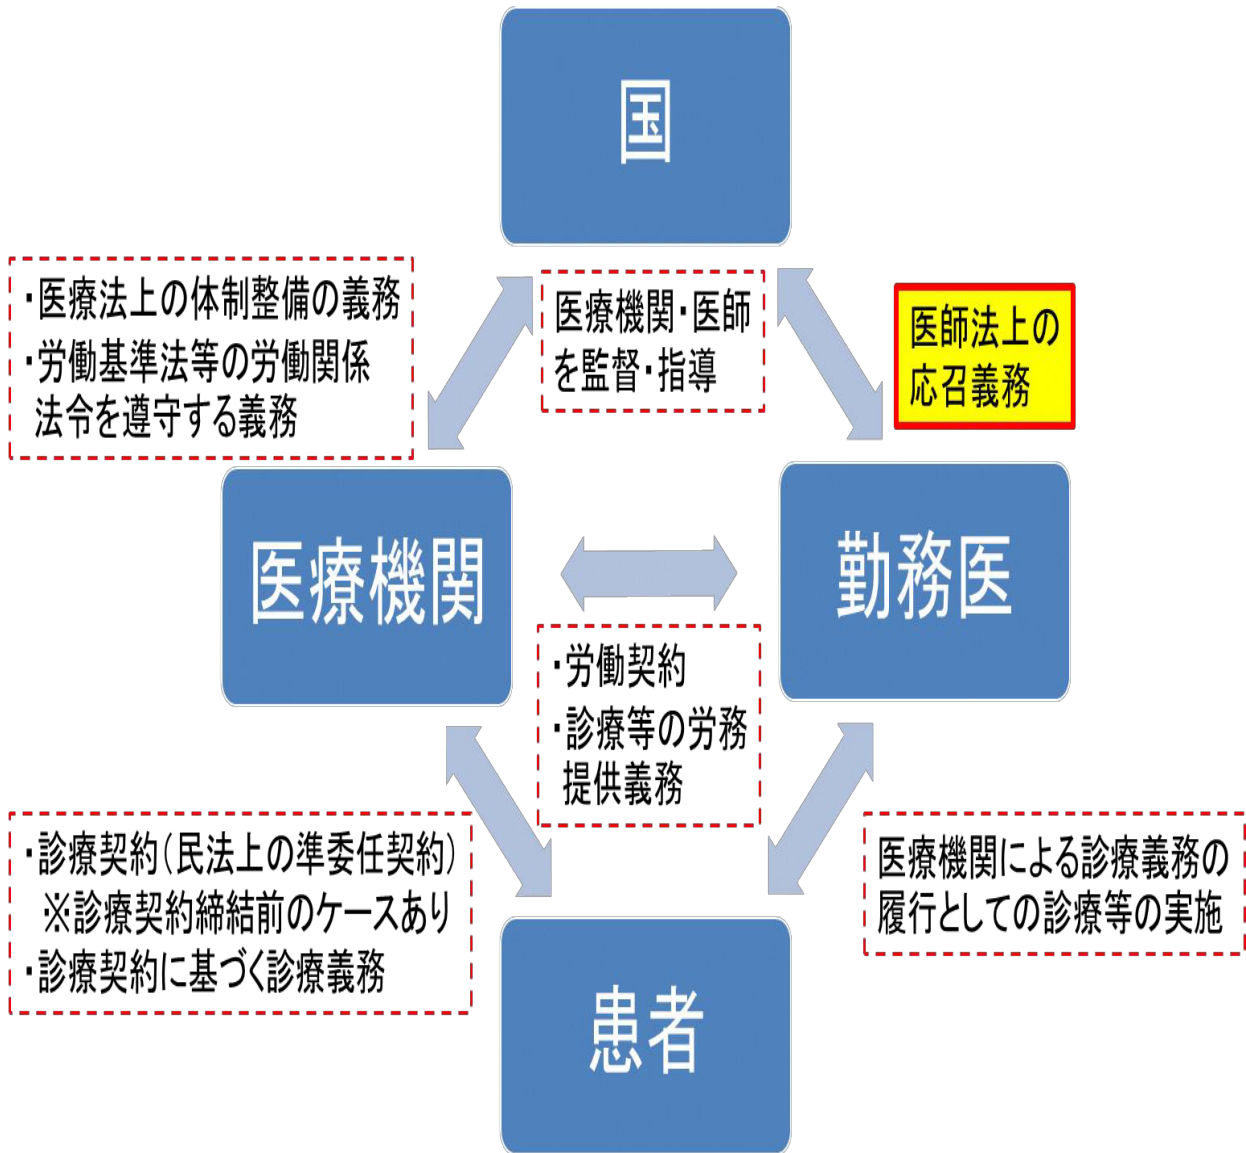 国
・医療法上の体制整備の義務
・労働基準法等の労働関係
法令を遵守する義務
医療機関・医師
を監督・指導
医師法上の
応召義務
医療機関
勤務医
・労働契約
・診療等の労務
提供義務
・診療契約(民法上の準委任契約)
※診療契約締結前のケースあり
・診療契約に基づく診療義務
医療機関による診療義務の
履行としての診療等の実施
患者